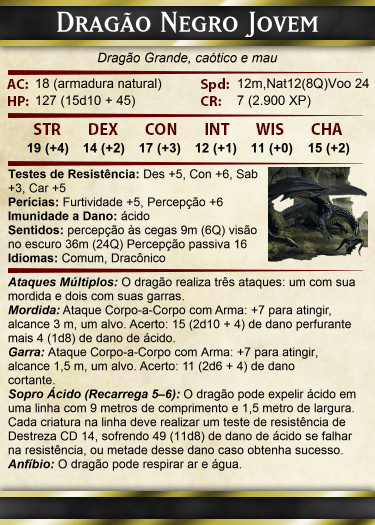 Dragão Negro Jovem
Dragão Grande, caótico e mau
AC: 18 (armadura natural) Spd: 12m,Nat12(8Q)Voo 24
HP: 127 (15d10 + 45) CR: 7 (2.900 XP)
STR DEX CON INT WIS CHA
19 (+4) 14 (+2) 17 (+3) 12 (+1) 11 (+0) 15 (+2)
Testes de Resistência: Des +5, Con +6, Sab
+3, Car +5
Perícias: Furtividade +5, Percepção +6
Imunidade a Dano: ácido
Sentidos: percepção às cegas 9m (6Q) visão
no escuro 36m (24Q) Percepção passiva 16
Idiomas: Comum, Dracônico
Ataques Múltiplos: O dragão realiza três ataques: um com sua
mordida e dois com suas garras.
Mordida: Ataque Corpo-a-Corpo com Arma: +7 para atingir,
alcance 3 m, um alvo. Acerto: 15 (2d10 + 4) de dano perfurante
mais 4 (1d8) de dano de ácido.
Garra: Ataque Corpo-a-Corpo com Arma: +7 para atingir,
alcance 1,5 m, um alvo. Acerto: 11 (2d6 + 4) de dano
cortante.
Sopro Ácido (Recarrega 5–6): O dragão pode expelir ácido em
uma linha com 9 metros de comprimento e 1,5 metro de largura.
Cada criatura na linha deve realizar um teste de resistência de
Destreza CD 14, sofrendo 49 (11d8) de dano de ácido se falhar
na resistência, ou metade desse dano caso obtenha sucesso.
Anfíbio: O dragão pode respirar ar e água.